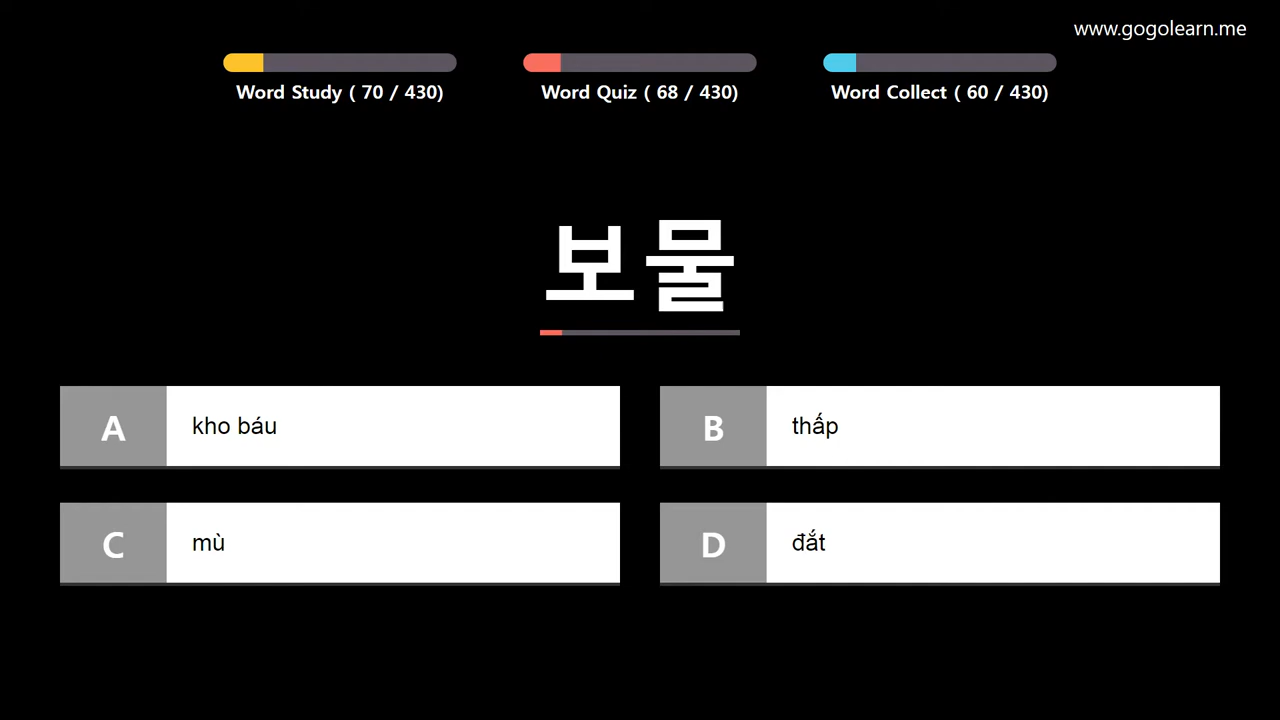 www.gogolearn.me
Word Study ( 70 / 430)
Word Quiz ( 68 / 430)
Word Collect ( 60 / 430)
보물
A kho báu
B thấp
C mù
D đắt